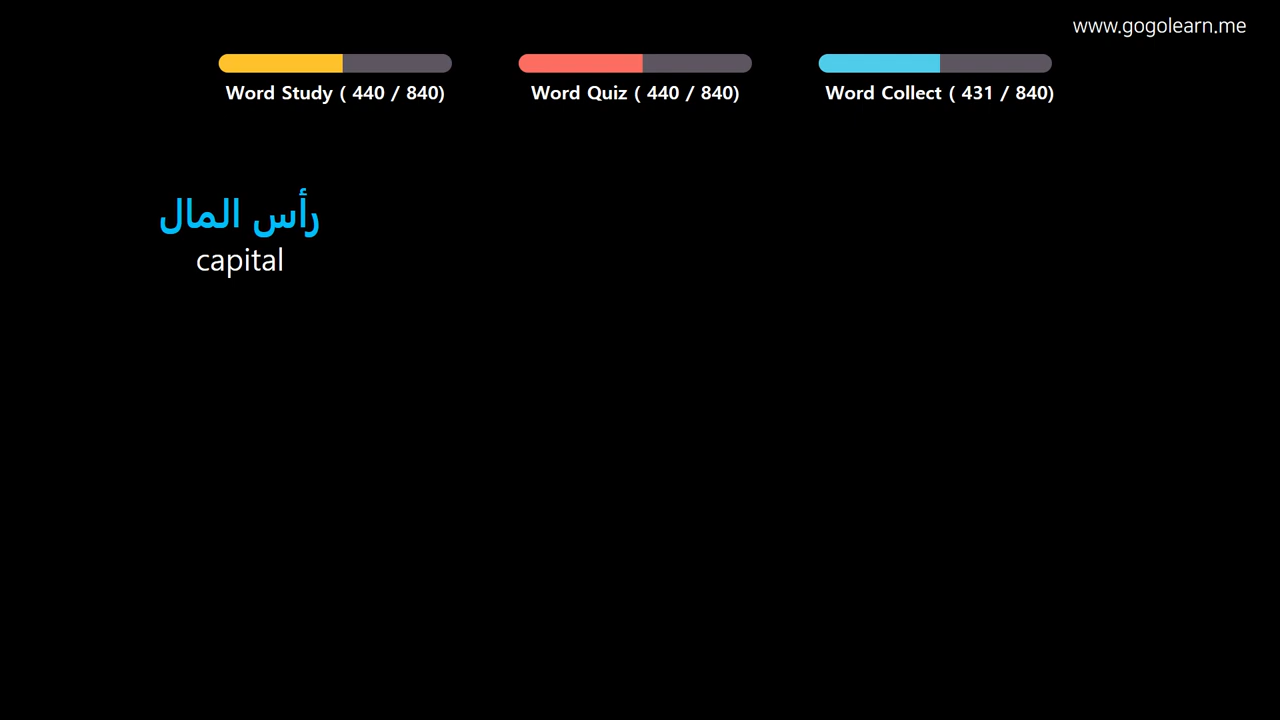 www.gogolearn.me
Word Study ( 440 / 840)
Word Quiz ( 440 / 840)
Word Collect ( 431 / 840)
رأس المال
capital